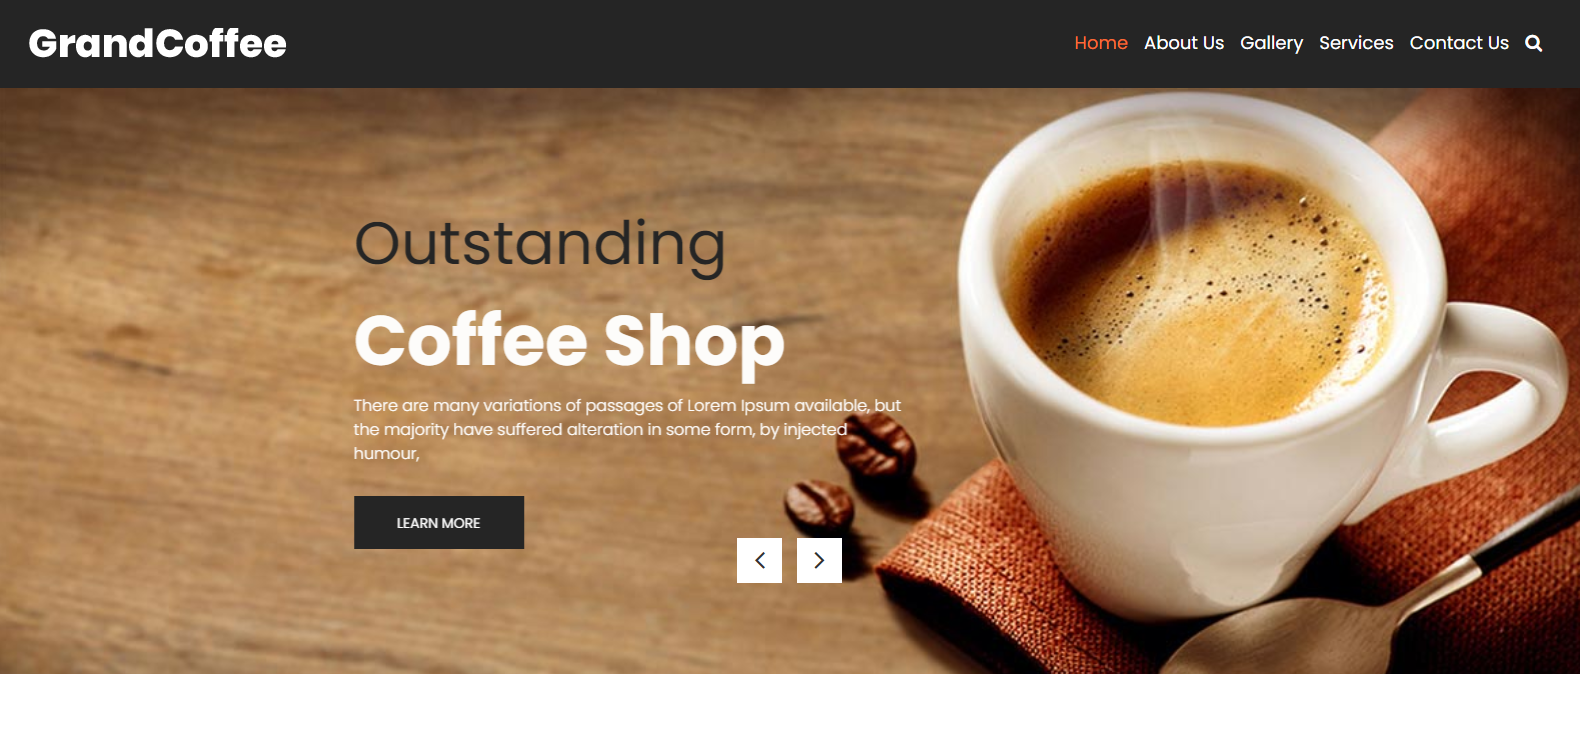 GrandCoffee
Home About Us Gallery Services Contact Us
Outstanding
Coffee Shop
There are many variations of passages of Lorem Ipsum available, but
the majority have suffered alteration in some form, by injected
humour,
LEARN MORE